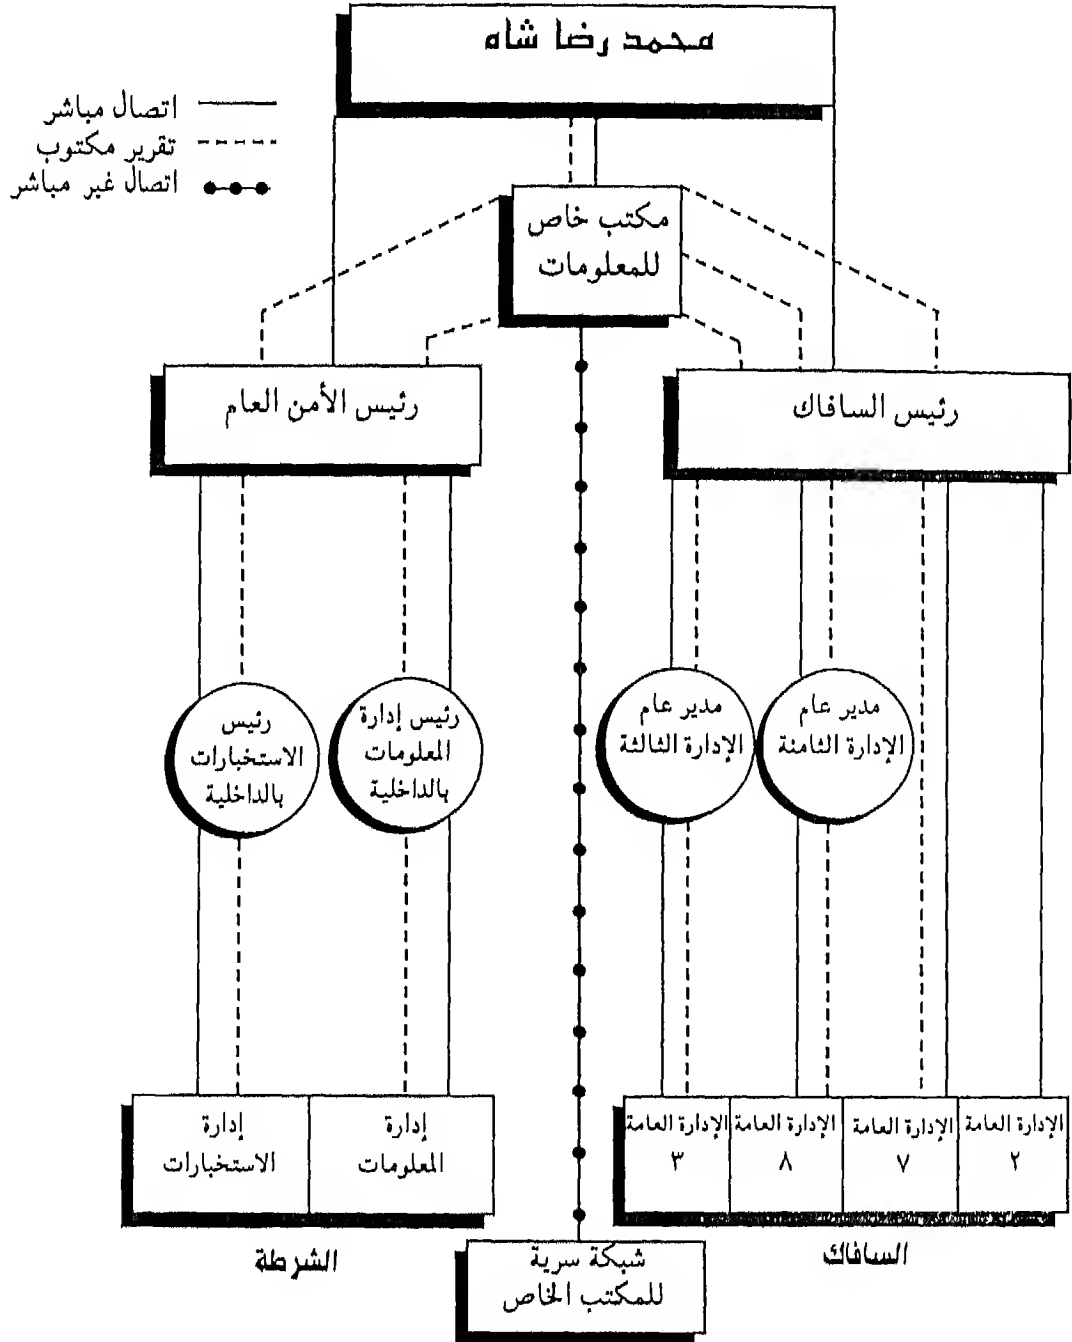 محمد رضا شاه
اتصال مباشر
تقرير مكتوب
اتصال غير مباشر
مكتب خاص
للمعلومات
رئيس الأمن العام
رئيس السافاك
رئيس
الاستخبارات
بالداخلية
رئيس إدارة
المعلومات
بالداخلية
مدير عام
الإدارة الثالثة
مدير عام
الإدارة الثامنة
إدارة
الاستخبارات
إدارة
المعلومات
الإدارة العامة
٣
الإدارة العامة
٨
الإدارة العامة
٧
الإدارة العامة
٢
الشرطة
السافاك
شبكة سرية
للمكتب الخاص